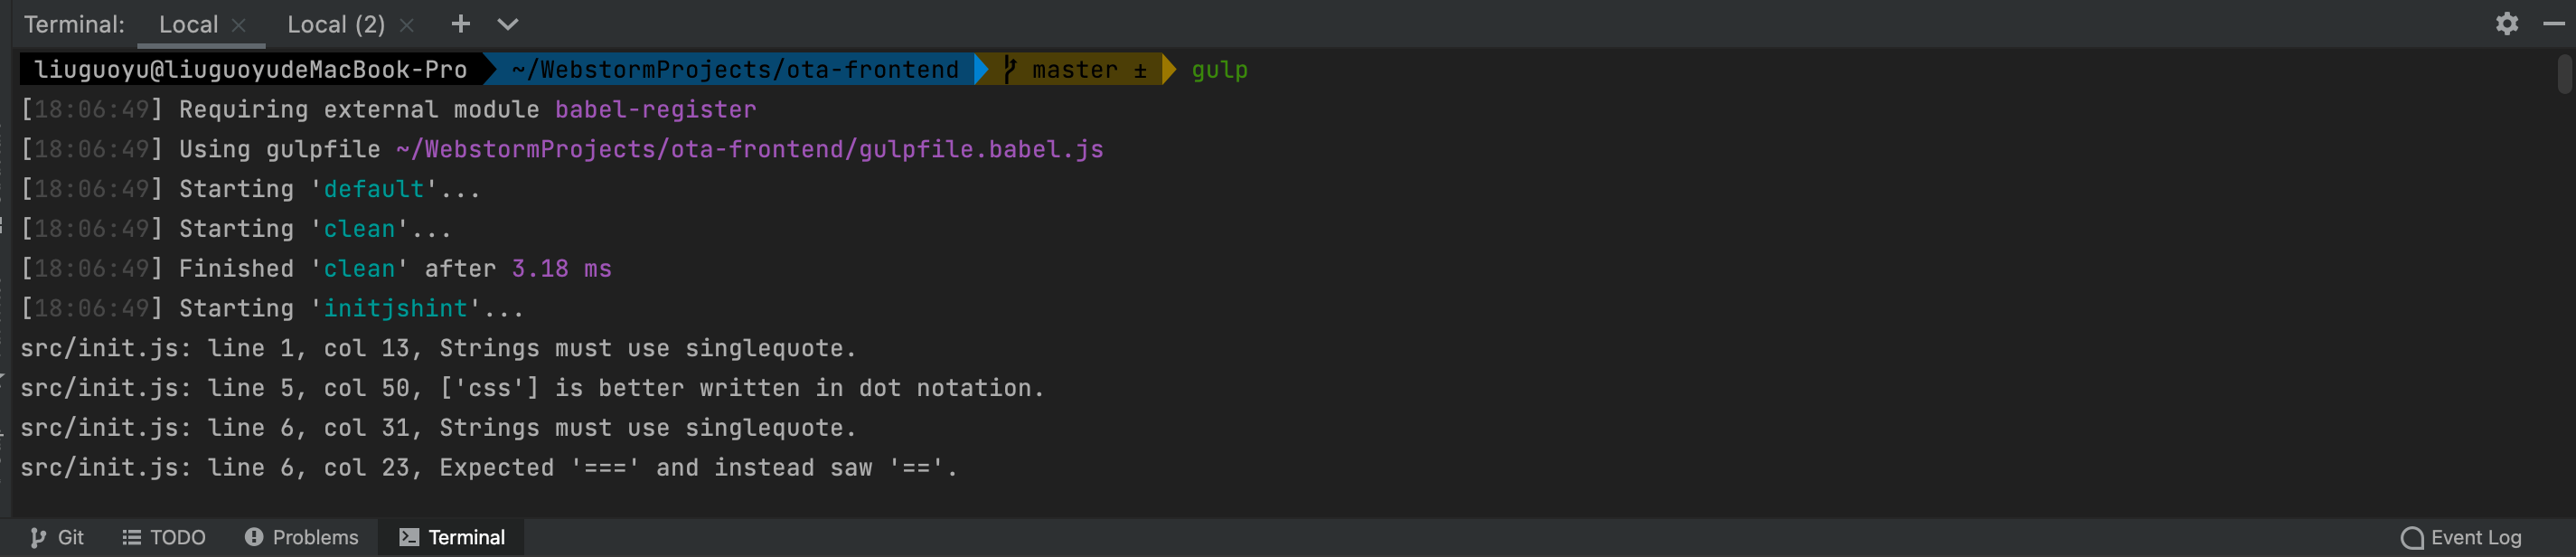 Terminal: Local Local (2)
liuguoyu@liuguoyudeMacBook-Pro ~/WebstormProjects/ota-frontend master ± gulp
[18:06:49] Requiring external module babel-register
[18:06:49] Using gulpfile ~/WebstormProjects/ota-frontend/gulpfile.babel.js
[18:06:49] Starting 'default'...
[18:06:49] Starting 'clean'...
[18:06:49] Finished 'clean' after 3.18 ms
[18:06:49] Starting 'initjshint'...
src/init.js: line 1, col 13, Strings must use singlequote.
src/init.js: line 5, col 50, ['css'] is better written in dot notation.
src/init.js: line 6, col 31, Strings must use singlequote.
src/init.js: line 6, col 23, Expected '===' and instead saw '=='.
Git TODO Problems Terminal Event Log